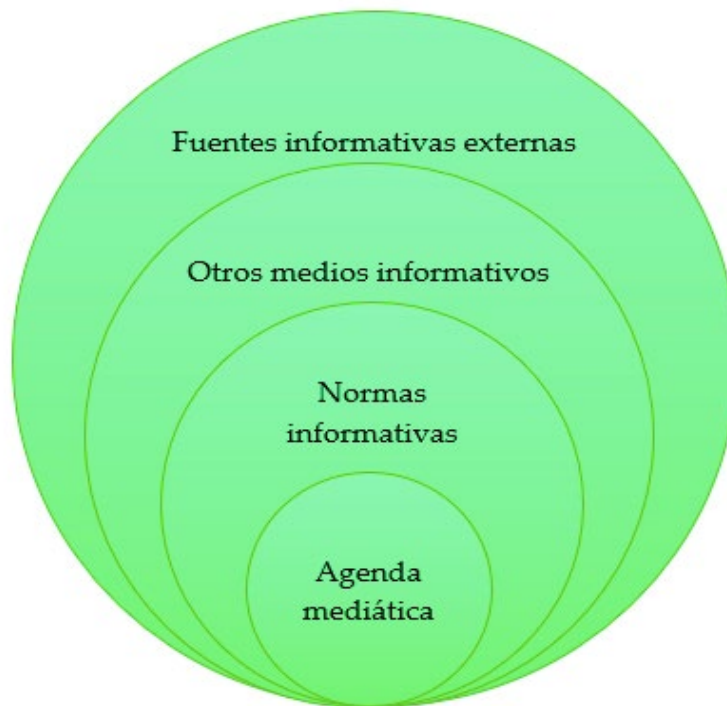 Fuentes informativas externas
Otros medios informativos
Normas
informativas
Agenda
mediática